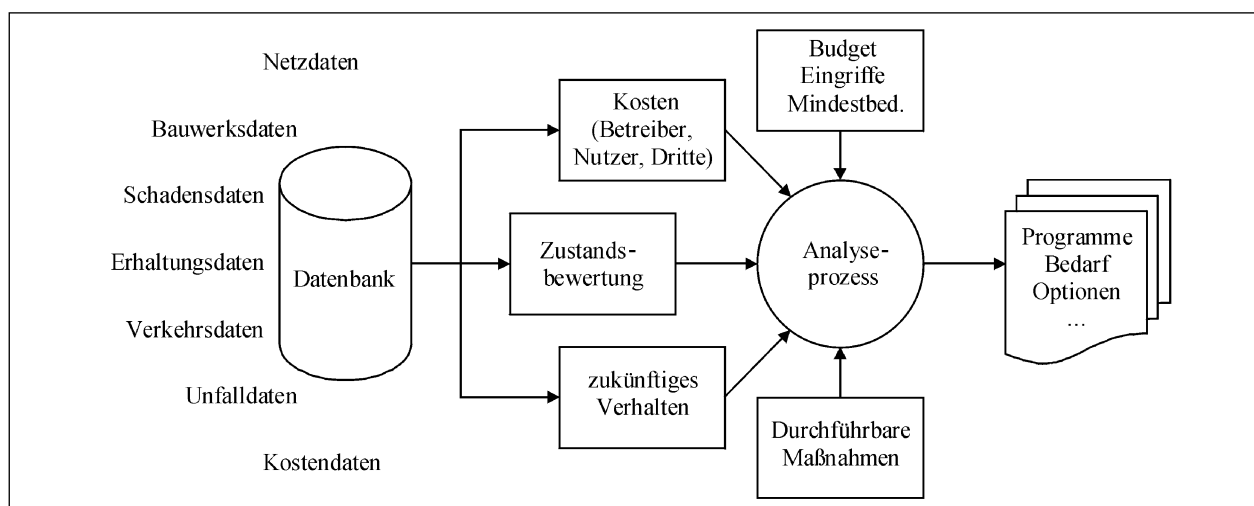 Netzdaten
Bauwerksdaten
Schadensdaten
Erhaltungsdaten
Verkehrsdaten
Unfalldaten
Kostendaten
Datenbank
Kosten
(Betreiber,
Nutzer, Dritte)
Zustands-
bewertung
zukünftiges
Verhalten
Budget
Eingriffe
Mindestbed.
Analyse-
prozess
Durchführbare
Maßnahmen
Programme
Bedarf
Optionen
...